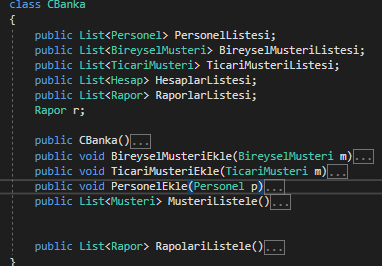 class CBanka
{
public List<Personel> PersonelListesi;
public List<BireyselMusteri> BireyselMusteriListesi;
public List<TicariMusteri> TicariMusteriListesi;
public List<Hesap> HesaplarListesi;
public List<Rapor> RaporlarListesi;
Rapor r;
public CBanka()...
public void BireyselMusteriEkle(BireyselMusteri m)...
public void TicariMusteriEkle(TicariMusteri m)...
public void PersonelEkle(Personel p)...
public List<Musteri> MusteriListele()...
public List<Rapor> RapolariListele()...
}